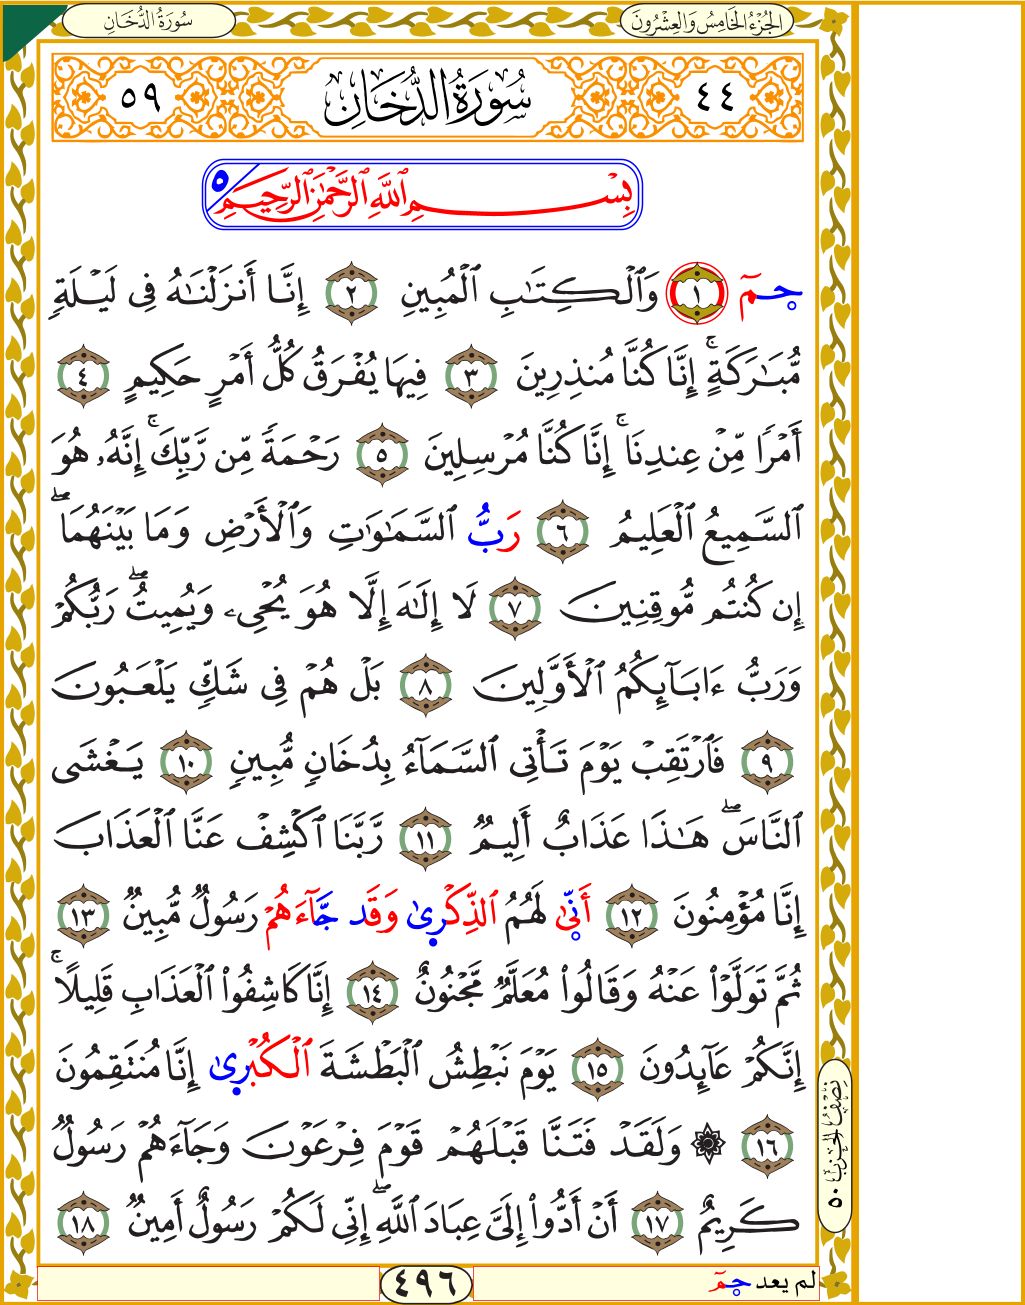 الجُزْءُ الخَامِسُ وَالعِشْرُونَ
سُورَةُ الدُّخَانِ
٤٤ سُورَةُ الدُّخَانِ ٥٩
بِسْمِ ٱللَّهِ ٱلرَّحْمَٰنِ ٱلرَّحِيمِ ٥
حمٓ ١ وَٱلْكِتَٰبِ ٱلْمُبِينِ ٢ إِنَّا أَنزَلْنَٰهُ فِى لَيْلَةٍ
مُّبَٰرَكَةٍ ۚ إِنَّا كُنَّا مُنذِرِينَ ٣ فِيهَا يُفْرَقُ كُلُّ أَمْرٍ حَكِيمٍ ٤
أَمْرًا مِّنْ عِندِنَا ۚ إِنَّا كُنَّا مُرْسِلِينَ ٥ رَحْمَةً مِّن رَّبِّكَ ۚ إِنَّهُۥ هُوَ
ٱلسَّمِيعُ ٱلْعَلِيمُ ٦ رَبُّ ٱلسَّمَٰوَٰتِ وَٱلْأَرْضِ وَمَا بَيْنَهُمَا ۖ
إِن كُنتُم مُّوقِنِينَ ٧ لَا إِلَٰهَ إِلَّا هُوَ يُحْىِۦ وَيُمِيتُ ۖ رَبُّكُمْ
وَرَبُّ ءَابَآئِكُمُ ٱلْأَوَّلِينَ ٨ بَلْ هُمْ فِى شَكٍّ يَلْعَبُونَ
٩ فَٱرْتَقِبْ يَوْمَ تَأْتِى ٱلسَّمَآءُ بِدُخَانٍ مُّبِينٍ ١٠ يَغْشَى
ٱلنَّاسَ ۖ هَٰذَا عَذَابٌ أَلِيمٌ ١١ رَّبَّنَا ٱكْشِفْ عَنَّا ٱلْعَذَابَ
إِنَّا مُؤْمِنُونَ ١٢ أَنَّىٰ لَهُمُ ٱلذِّكْرَىٰ وَقَد جَّآءَهُمْ رَسُولٌ مُّبِينٌ ١٣
ثُمَّ تَوَلَّوْا۟ عَنْهُ وَقَالُوا۟ مُعَلَّمٌ مَّجْنُونٌ ١٤ إِنَّا كَاشِفُوا۟ ٱلْعَذَابِ قَلِيلًا ۚ
إِنَّكُمْ عَآئِدُونَ ١٥ يَوْمَ نَبْطِشُ ٱلْبَطْشَةَ ٱلْكُبْرَىٰ إِنَّا مُنتَقِمُونَ
١٦ ۞ وَلَقَدْ فَتَنَّا قَبْلَهُمْ قَوْمَ فِرْعَوْنَ وَجَآءَهُمْ رَسُولٌ
كَرِيمٌ ١٧ أَنْ أَدُّوا۟ إِلَىَّ عِبَادَ ٱللَّهِ ۖ إِنِّى لَكُمْ رَسُولٌ أَمِينٌ ١٨
نِصْفُ الحِزْبِ ٥٠
لم يعد حمٓ
٤٩٦